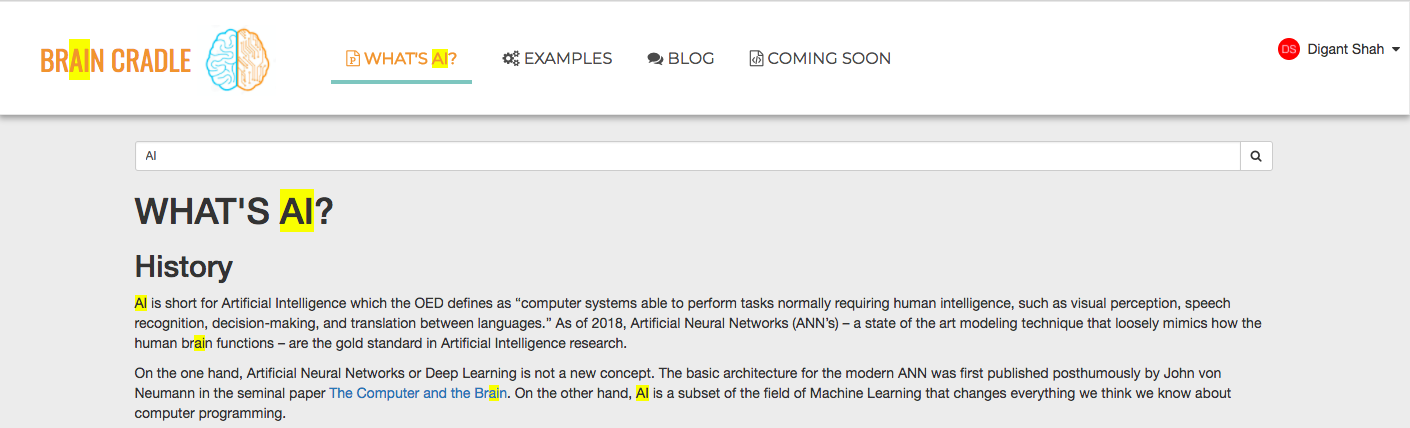 BRAIN CRADLE
WHAT'S AI?
EXAMPLES
BLOG
COMING SOON
DS
Digant Shah
AI
WHAT'S AI?
History
AI is short for Artificial Intelligence which the OED defines as “computer systems able to perform tasks normally requiring human intelligence, such as visual perception, speech
recognition, decision-making, and translation between languages.” As of 2018, Artificial Neural Networks (ANN’s) – a state of the art modeling technique that loosely mimics how the
human brain functions – are the gold standard in Artificial Intelligence research.
On the one hand, Artificial Neural Networks or Deep Learning is not a new concept. The basic architecture for the modern ANN was first published posthumously by John von
Neumann in the seminal paper The Computer and the Brain. On the other hand, AI is a subset of the field of Machine Learning that changes everything we think we know about
computer programming.